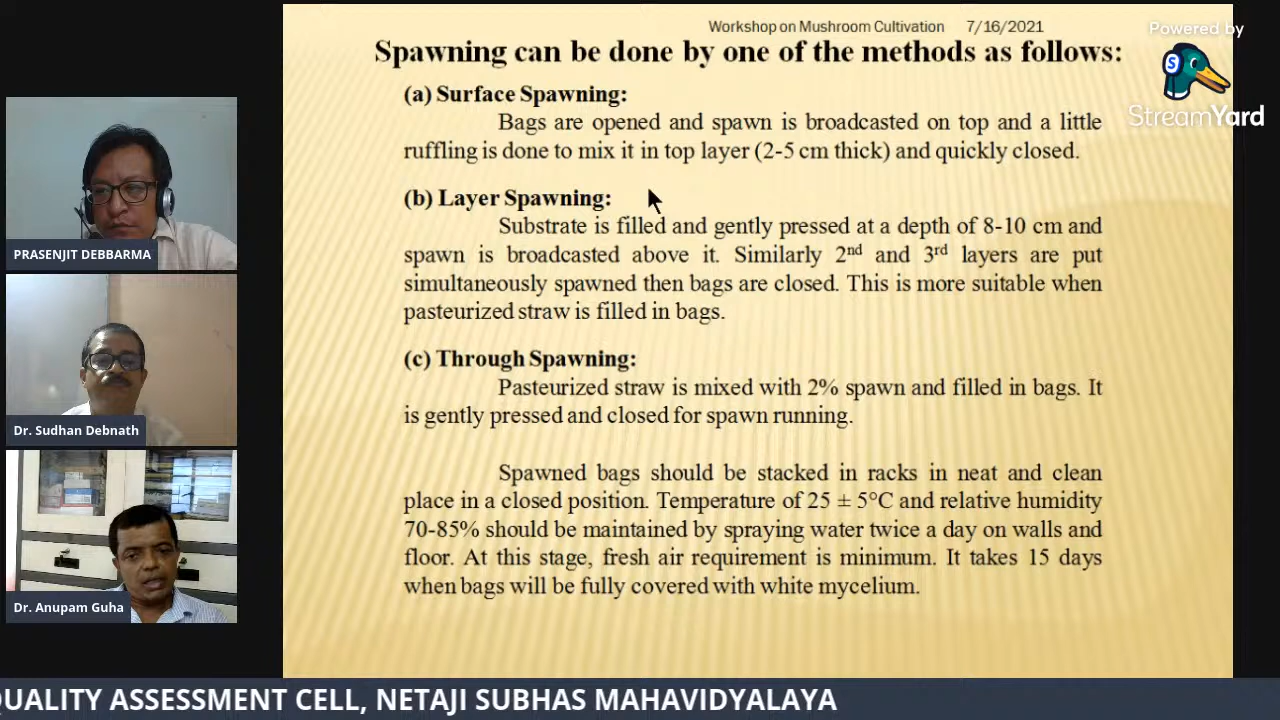 Workshop on Mushroom Cultivation 7/16/2021
Powered by
StreamYard
Spawning can be done by one of the methods as follows:
(a) Surface Spawning:
Bags are opened and spawn is broadcasted on top and a little
ruffling is done to mix it in top layer (2-5 cm thick) and quickly closed.
(b) Layer Spawning:
Substrate is filled and gently pressed at a depth of 8-10 cm and
spawn is broadcasted above it. Similarly 2nd and 3rd layers are put
simultaneously spawned then bags are closed. This is more suitable when
pasteurized straw is filled in bags.
(c) Through Spawning:
Pasteurized straw is mixed with 2% spawn and filled in bags. It
is gently pressed and closed for spawn running.
Spawned bags should be stacked in racks in neat and clean
place in a closed position. Temperature of 25 ± 5°C and relative humidity
70-85% should be maintained by spraying water twice a day on walls and
floor. At this stage, fresh air requirement is minimum. It takes 15 days
when bags will be fully covered with white mycelium.
PRASENJIT DEBBARMA
Dr. Sudhan Debnath
Dr. Anupam Guha
QUALITY ASSESSMENT CELL, NETAJI SUBHAS MAHAVIDYALAYA